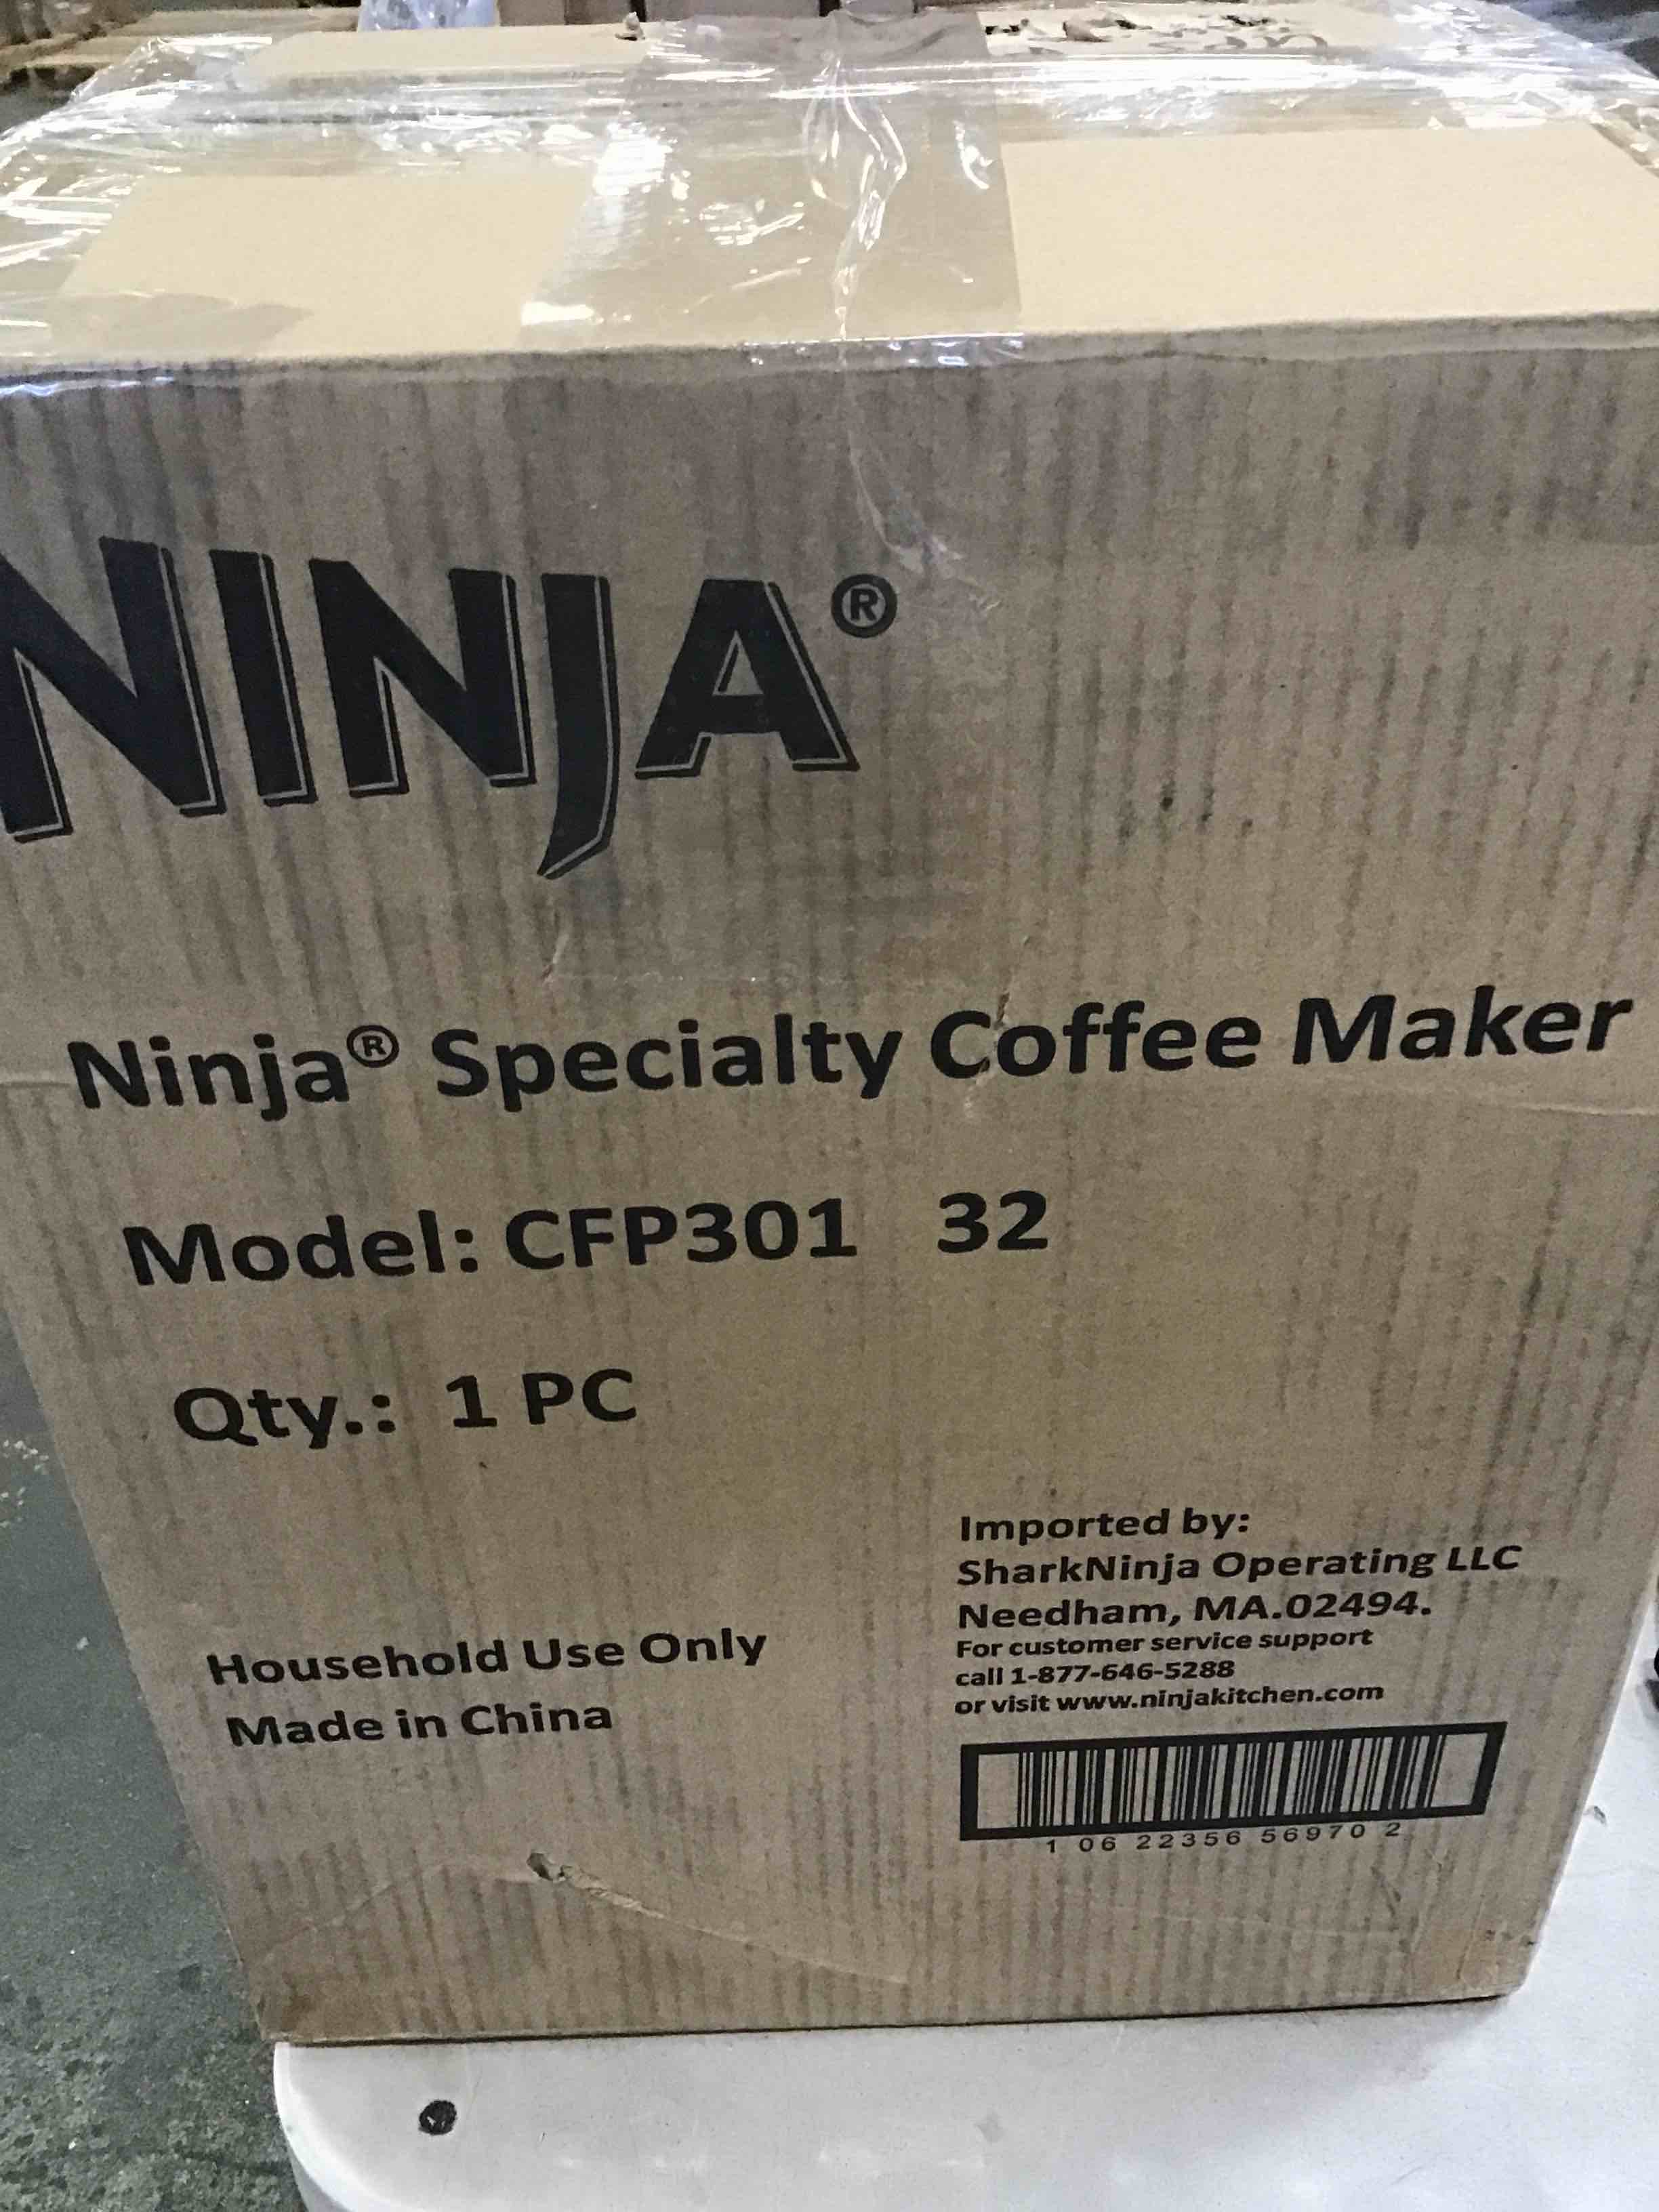 NINJA®
Ninja® Specialty Coffee Maker
Model: CFP301 32
Qty.: 1 PC
Household Use Only
Made in China
Imported by:
SharkNinja Operating LLC
Needham, MA.02494.
For customer service support
call 1-877-646-5288
or visit www.ninjakitchen.com
1 06 22356 56970 2